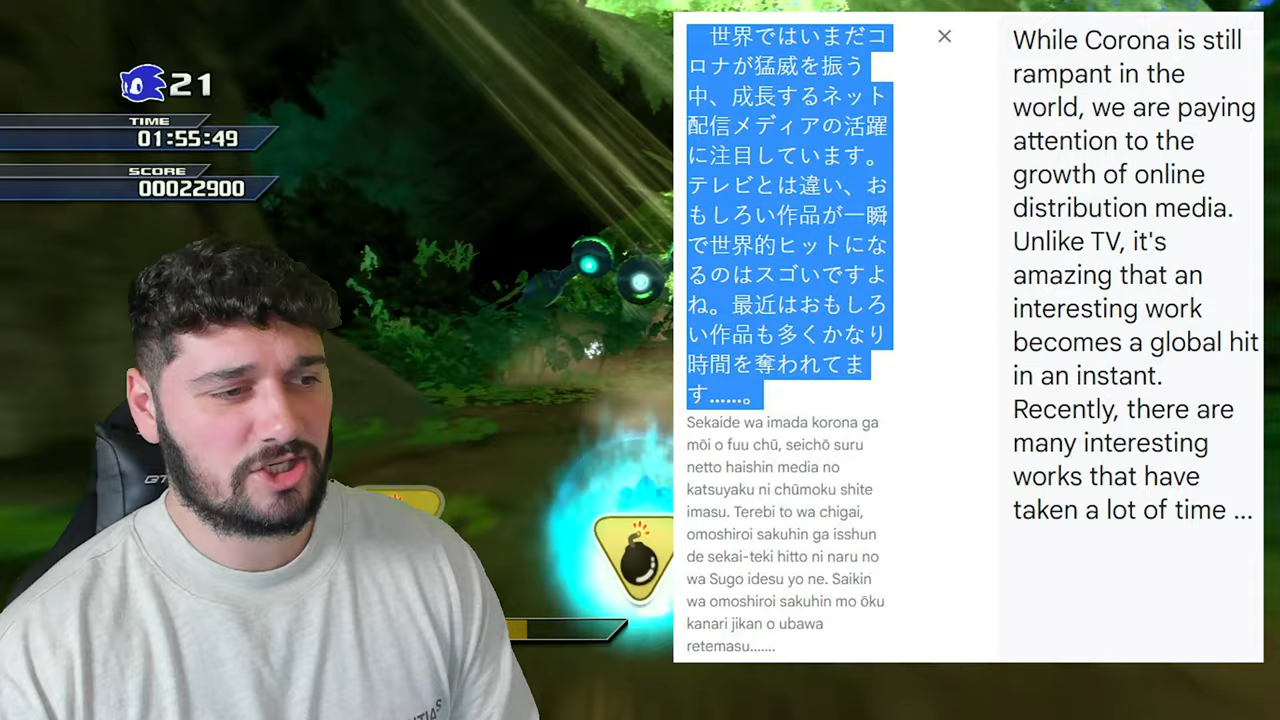 21
TIME
01:55:49
SCORE
00022900
世界ではいまだコ
ロナが猛威を振う
中、成長するネット
配信メディアの活躍
に注目しています。
テレビとは違い、お
もしろい作品が一瞬
で世界的ヒットにな
るのはスゴいですよ
ね。最近はおもしろ
い作品も多くかなり
時間を奪われてま
す……。
Sekaide wa imada korona ga
mōi o fuu chū, seichō suru
netto haishin media no
katsuyaku ni chūmoku shite
imasu. Terebi to wa chigai,
omoshiroi sakuhin ga isshun
de sekai-teki hitto ni naru no
wa Sugo idesu yo ne. Saikin
wa omoshiroi sakuhin mo ōku
kanari jikan o ubawa
retemasu.......
While Corona is still
rampant in the
world, we are paying
attention to the
growth of online
distribution media.
Unlike TV, it's
amazing that an
interesting work
becomes a global hit
in an instant.
Recently, there are
many interesting
works that have
taken a lot of time ...